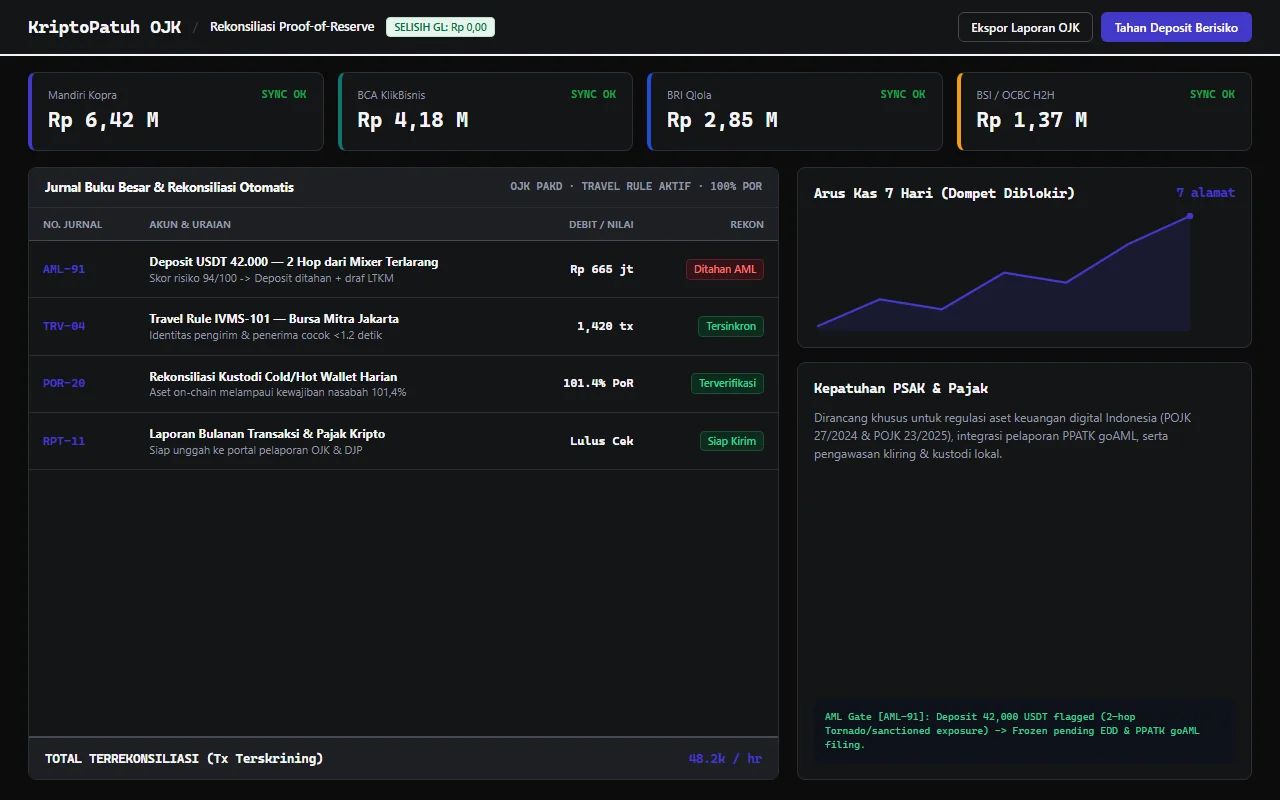 KriptoPatuh OJK / Rekonsiliasi Proof-of-Reserve SELISIH GL: Rp 0,00 Ekspor Laporan OJK Tahan Deposit Berisiko
Mandiri Kopra SYNC OK
Rp 6,42 M
BCA KlikBisnis SYNC OK
Rp 4,18 M
BRI Qlola SYNC OK
Rp 2,85 M
BSI / OCBC H2H SYNC OK
Rp 1,37 M
Jurnal Buku Besar & Rekonsiliasi Otomatis OJK PAKD · TRAVEL RULE AKTIF · 100% POR
NO. JURNAL AKUN & URAIAN DEBIT / NILAI REKON
AML-91 Deposit USDT 42.000 — 2 Hop dari Mixer Terlarang Rp 665 jt Ditahan AML
Skor risiko 94/100 -> Deposit ditahan + draf LTKM
TRV-04 Travel Rule IVMS-101 — Bursa Mitra Jakarta 1,420 tx Tersinkron
Identitas pengirim & penerima cocok <1.2 detik
POR-20 Rekonsiliasi Kustodi Cold/Hot Wallet Harian 101.4% PoR Terverifikasi
Aset on-chain melampaui kewajiban nasabah 101,4%
RPT-11 Laporan Bulanan Transaksi & Pajak Kripto Lulus Cek Siap Kirim
Siap unggah ke portal pelaporan OJK & DJP
TOTAL TERREKONSILIASI (Tx Terskrining) 48.2k / hr
Arus Kas 7 Hari (Dompet Diblokir) 7 alamat
Kepatuhan PSAK & Pajak
Dirancang khusus untuk regulasi aset keuangan digital Indonesia (POJK
27/2024 & POJK 23/2025), integrasi pelaporan PPATK goAML, serta
pengawasan kliring & kustodi lokal.
AML Gate [AML-91]: Deposit 42,000 USDT flagged (2-hop
Tornado/sanctioned exposure) -> Frozen pending EDD & PPATK goAML
filing.